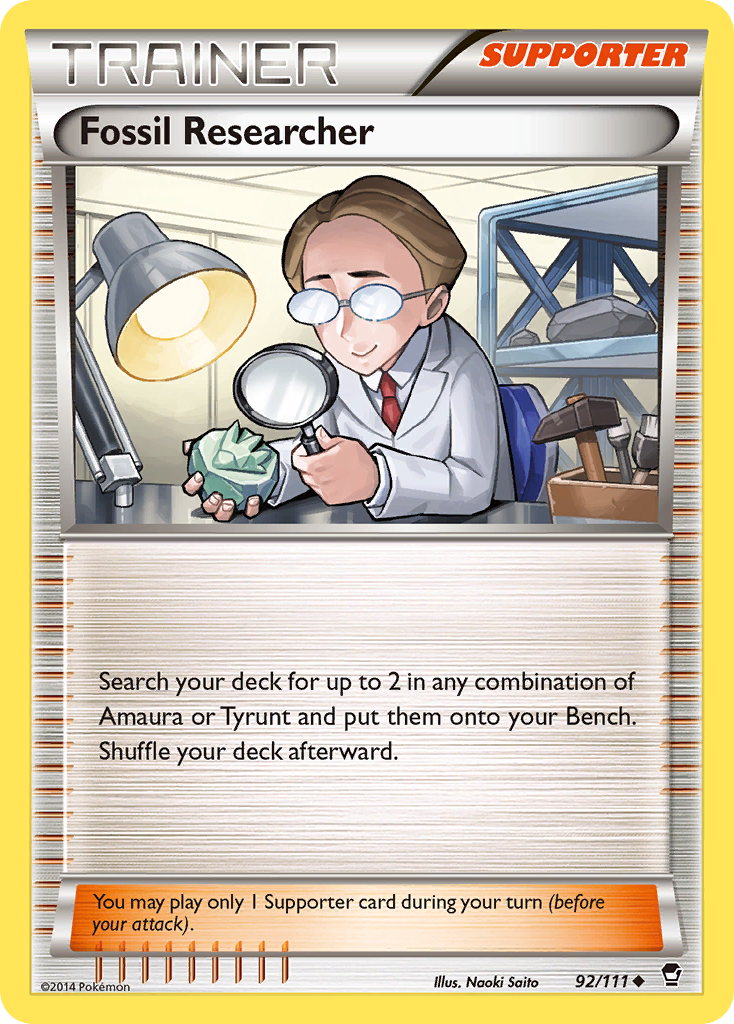 TRAINER
SUPPORTER
Fossil Researcher
Search your deck for up to 2 in any combination of
Amaura or Tyrunt and put them onto your Bench.
Shuffle your deck afterward.
You may play only 1 Supporter card during your turn (before
your attack).
©2014 Pokémon
Illus. Naoki Saito
92/111